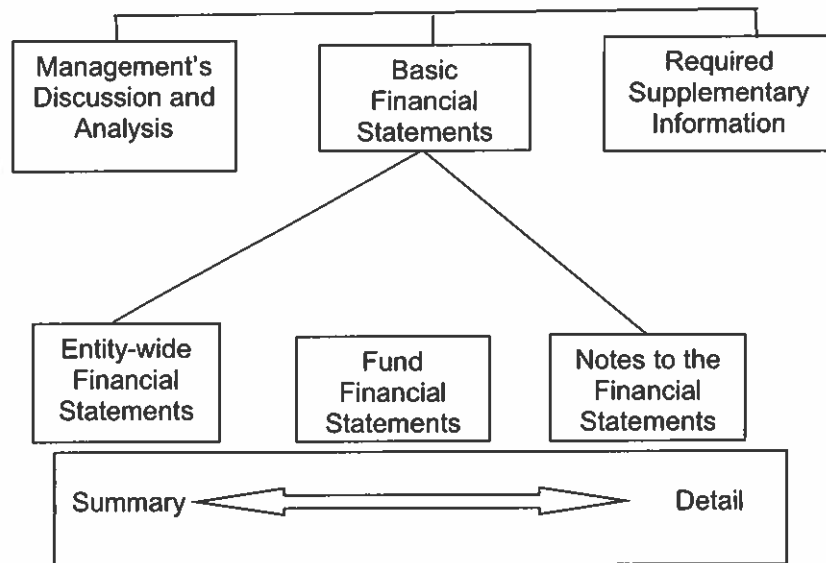 Management's
Discussion and
Analysis
Basic
Financial
Statements
Required
Supplementary
Information
Entity-wide
Financial
Statements
Fund
Financial
Statements
Notes to the
Financial
Statements
Summary
Detail